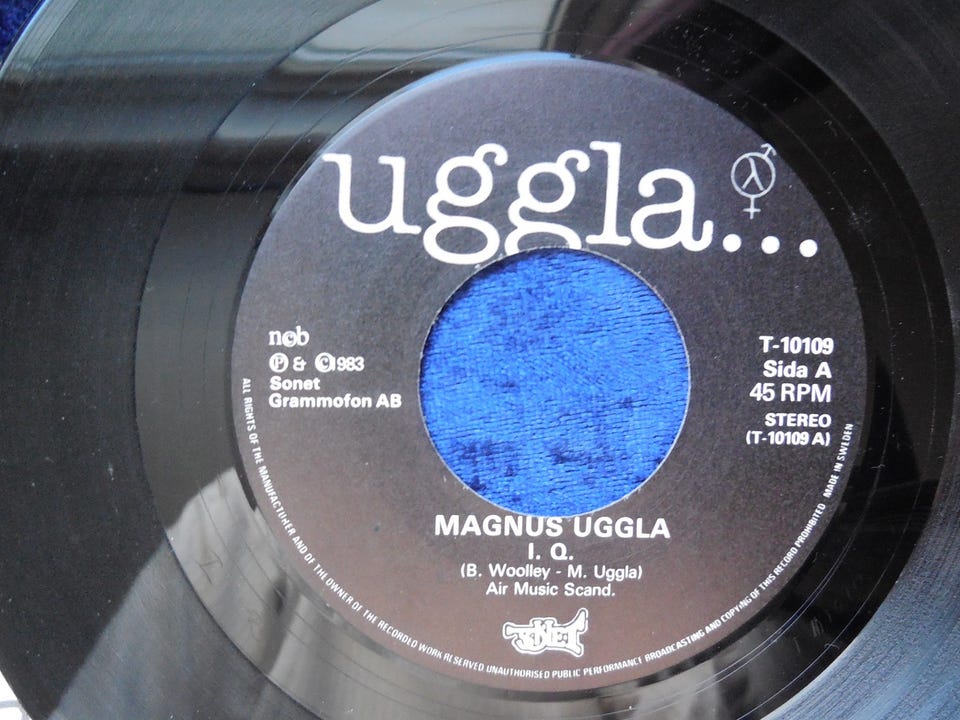 uggla...
ncb
℗ & ©1983
Sonet
Grammofon AB
T-10109
Sida A
45 RPM
STEREO
(T-10109 A)
MAGNUS UGGLA
I. Q.
(B. Woolley - M. Uggla)
Air Music Scand.
SONET
ALL RIGHTS OF THE MANUFACTURER AND OF THE OWNER OF THE RECORDED WORK RESERVED UNAUTHORISED PUBLIC PERFORMANCE BROADCASTING AND COPYING OF THIS RECORD PROHIBITED MADE IN SWEDEN